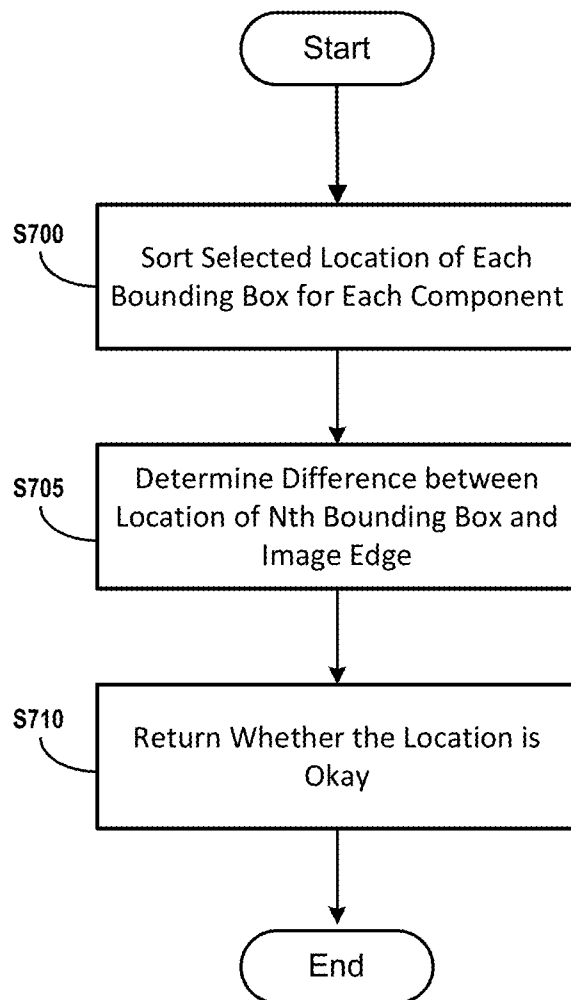 Start
S700
Sort Selected Location of Each
Bounding Box for Each Component
S705
Determine Difference between
Location of Nth Bounding Box and
Image Edge
S710
Return Whether the Location is
Okay
End